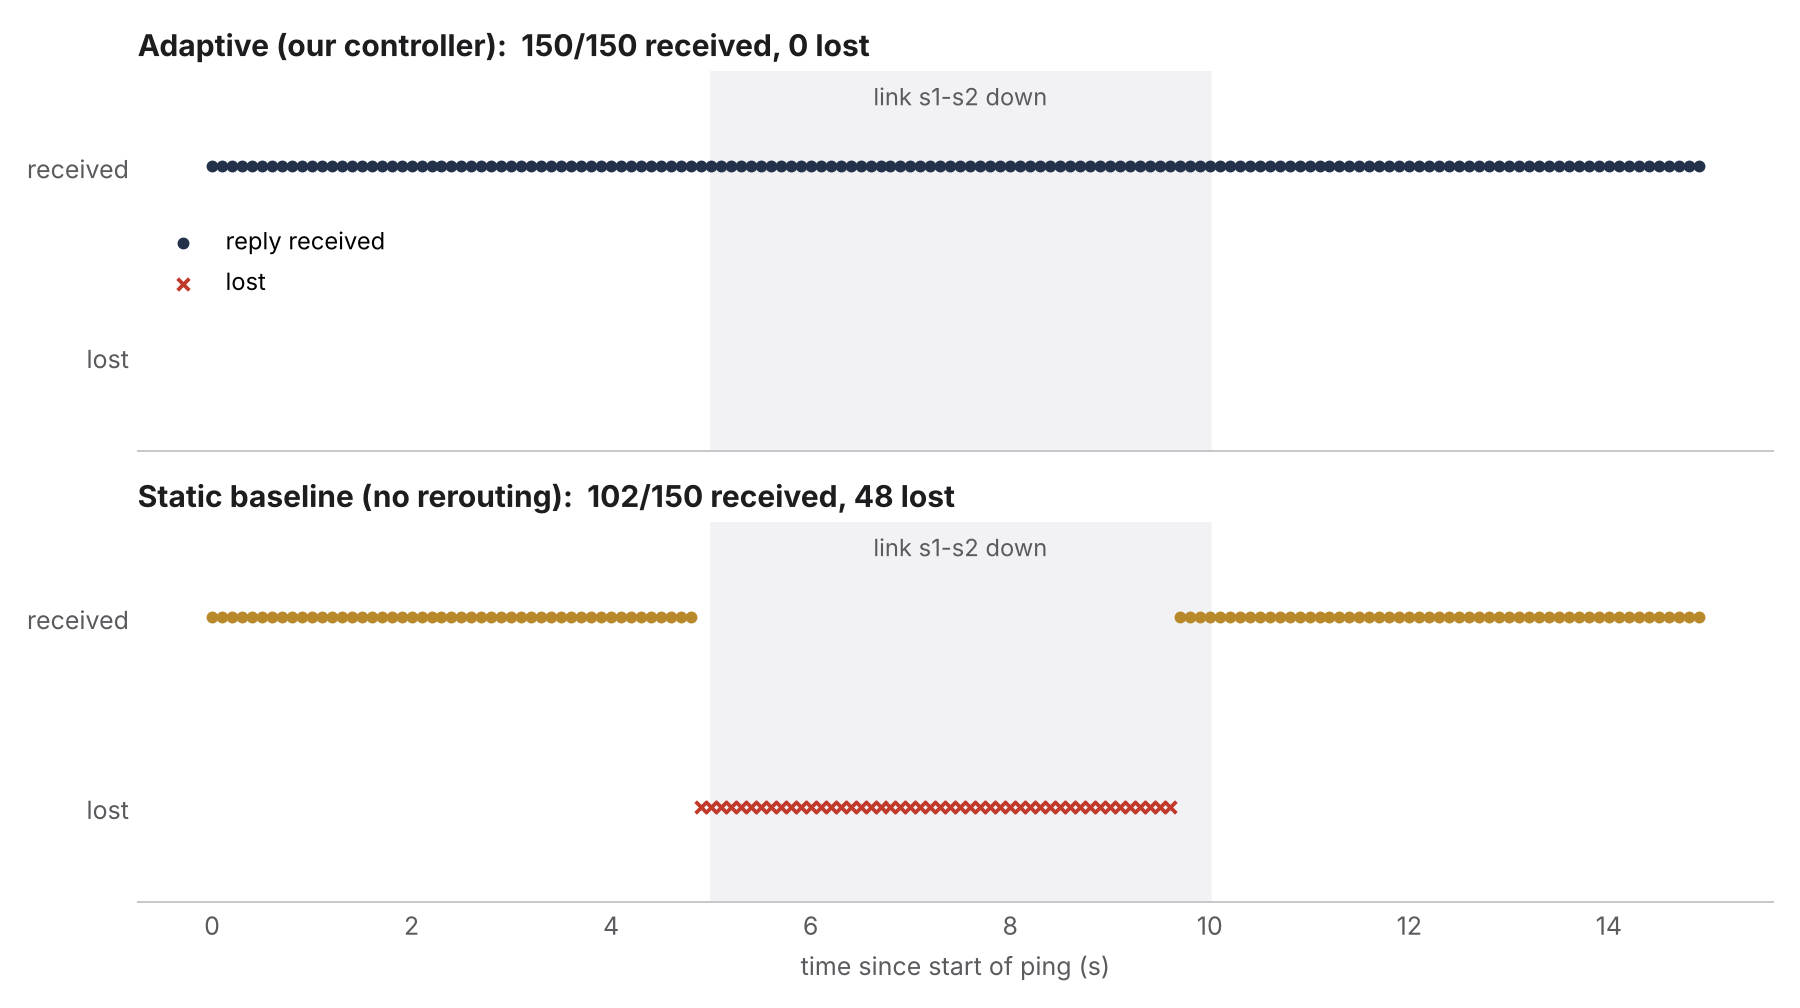 Adaptive (our controller): 150/150 received, 0 lost
link s1-s2 down
received
reply received
lost
lost
Static baseline (no rerouting): 102/150 received, 48 lost
link s1-s2 down
received
lost
0 2 4 6 8 10 12 14
time since start of ping (s)